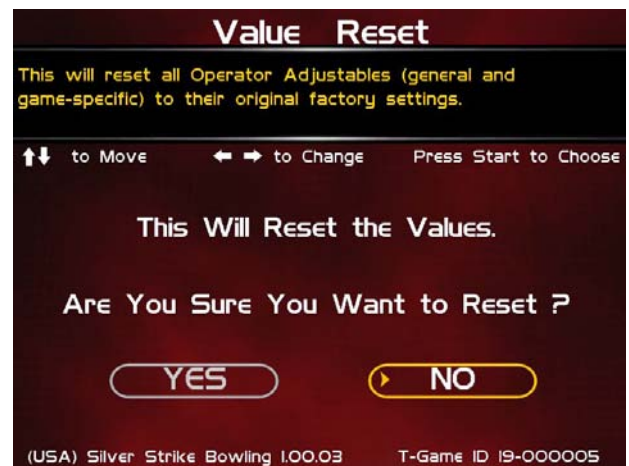 Value Reset
This will reset all Operator Adjustables (general and
game-specific) to their original factory settings.
↑↓ to Move ← → to Change Press Start to Choose
This Will Reset the Values.
Are You Sure You Want to Reset ?
YES NO
(USA) Silver Strike Bowling 1.00.03 T-Game ID 19-000005